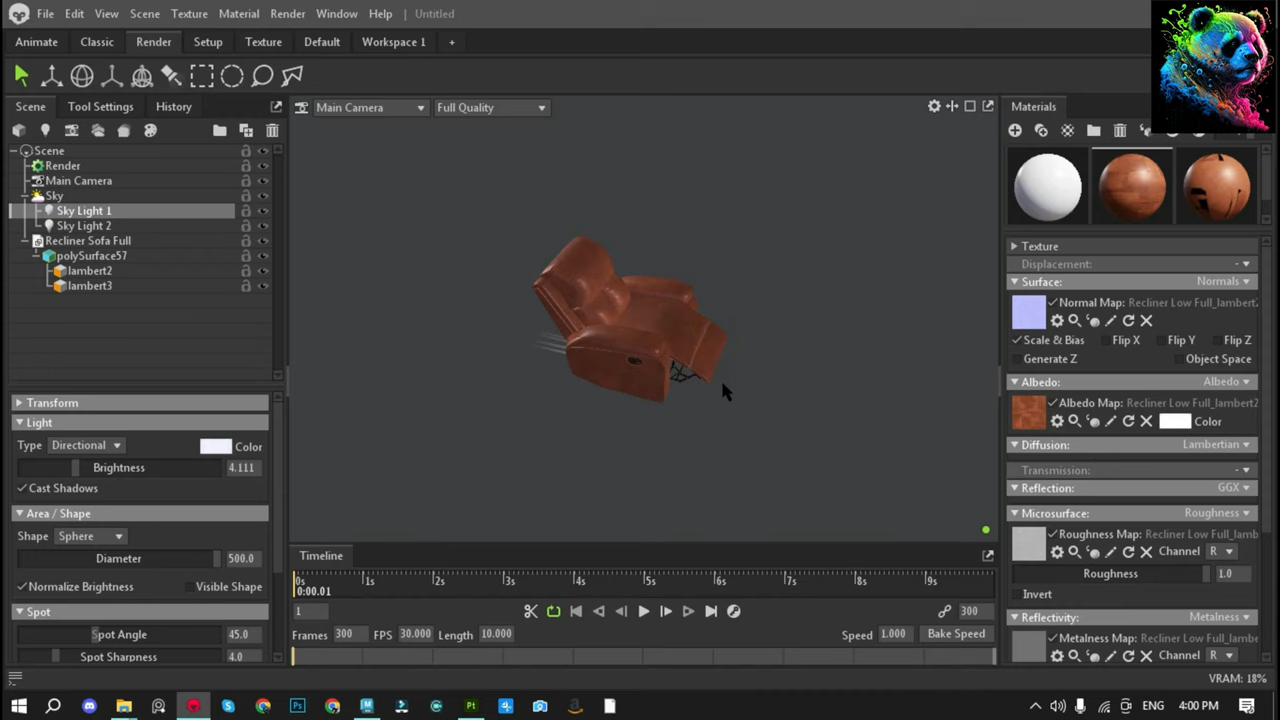 File Edit View Scene Texture Material Render Window Help Untitled
Animate Classic Render Setup Texture Default Workspace 1 +
Scene Tool Settings History
Main Camera Full Quality
Materials
Scene
Render
Main Camera
Sky
Sky Light 1
Sky Light 2
Recliner Sofa Full
polySurface57
lambert2
lambert3
Transform
Light
Type Directional Color
Brightness 4.111
Cast Shadows
Area / Shape
Shape Sphere
Diameter 500.0
Normalize Brightness Visible Shape
Spot
Spot Angle 45.0
Spot Sharpness 4.0
Timeline
0s 1s 2s 3s 4s 5s 6s 7s 8s 9s
0:00.01
1 300
Frames 300 FPS 30.000 Length 10.000 Speed 1.000 Bake Speed
Texture
Displacement: -
Surface: Normals
Normal Map: Recliner Low Full_lambert2
Scale & Bias Flip X Flip Y Flip Z
Generate Z Object Space
Albedo: Albedo
Albedo Map: Recliner Low Full_lambert2
Color
Diffusion: Lambertian
Transmission: -
Reflection: GGX
Microsurface: Roughness
Roughness Map: Recliner Low Full_lamb
Channel R
Roughness 1.0
Invert
Reflectivity: Metalness
Metalness Map: Recliner Low Full_lambe
Channel R
VRAM: 18%
Ps M Pt ENG 4:00 PM